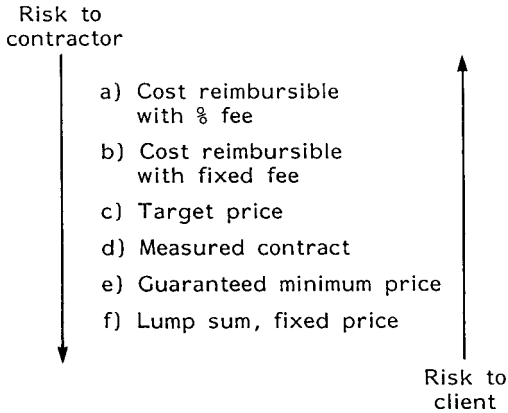 Risk to
contractor
a) Cost reimbursible
with % fee
b) Cost reimbursible
with fixed fee
c) Target price
d) Measured contract
e) Guaranteed minimum price
f) Lump sum, fixed price
Risk to
client